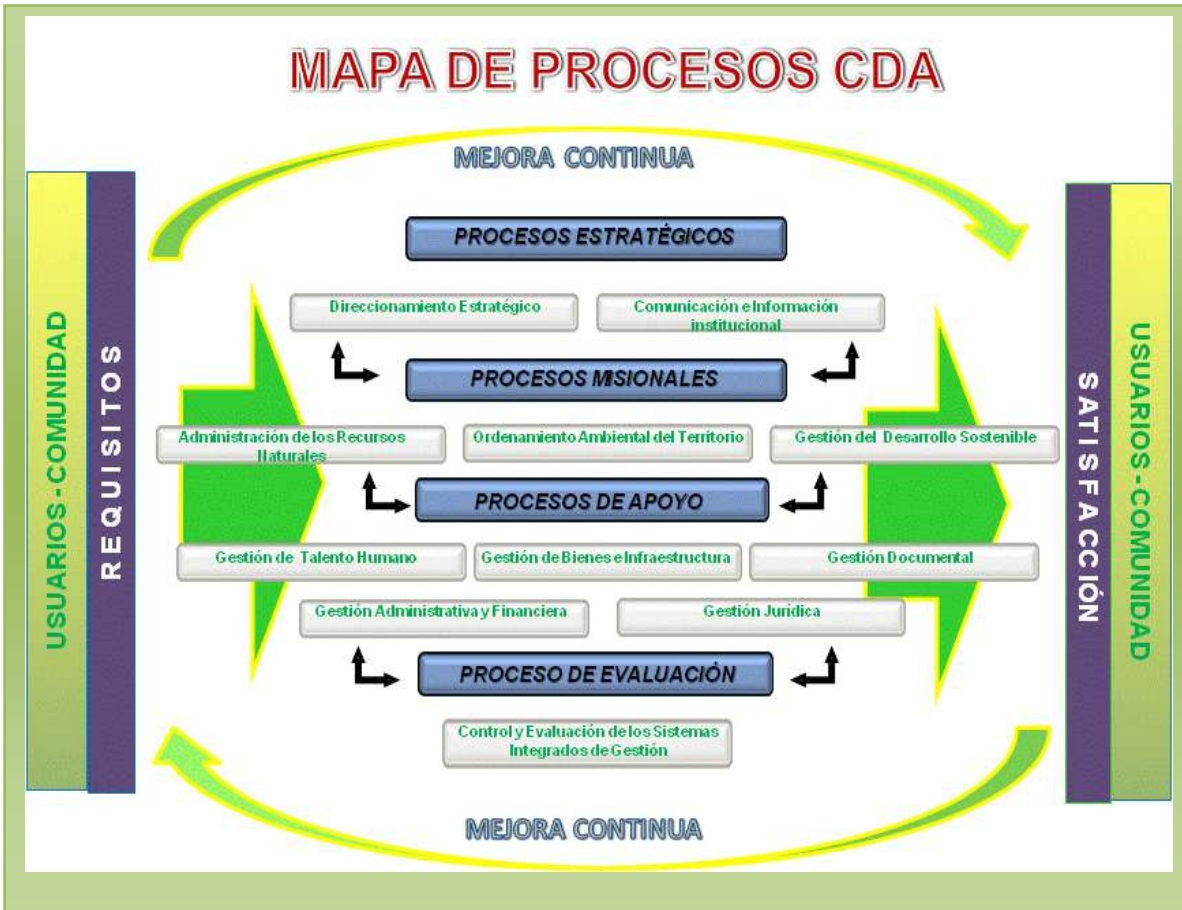 MAPA DE PROCESOS CDA
MEJORA CONTINUA
USUARIOS - COMUNIDAD
REQUISITOS
PROCESOS ESTRATÉGICOS
Direccionamiento Estratégico
Comunicación e Información
institucional
PROCESOS MISIONALES
Administración de los Recursos
Naturales
Ordenamiento Ambiental del Territorio
Gestión del Desarrollo Sostenible
PROCESOS DE APOYO
Gestión de Talento Humano
Gestión de Bienes e Infraestructura
Gestión Documental
Gestión Administrativa y Financiera
Gestión Jurídica
PROCESO DE EVALUACIÓN
Control y Evaluación de los Sistemas
Integrados de Gestión
SATISFACCIÓN
USUARIOS - COMUNIDAD
MEJORA CONTINUA